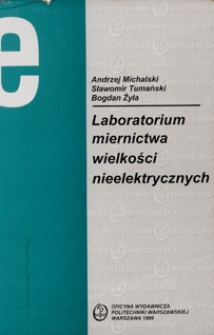 e
Andrzej Michalski
Sławomir Tumański
Bogdan Żyła
Laboratorium
miernictwa
wielkości
nieelektrycznych
OFICYNA WYDAWNICZA
POLITECHNIKI WARSZAWSKIEJ
WARSZAWA 1999